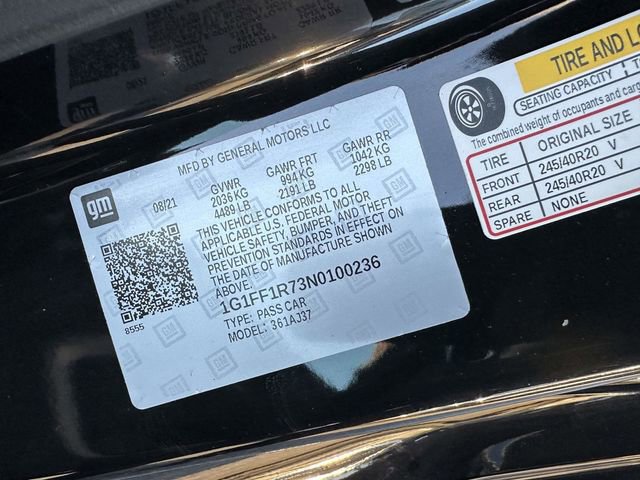 MFD BY GENERAL MOTORS LLC
gm
08/21
GVWR GAWR FRT GAWR RR
2036 KG 994 KG 1042 KG
4489 LB 2191 LB 2298 LB
THIS VEHICLE CONFORMS TO ALL
APPLICABLE U.S. FEDERAL MOTOR
VEHICLE SAFETY, BUMPER, AND THEFT
PREVENTION STANDARDS IN EFFECT ON
THE DATE OF MANUFACTURE SHOWN
ABOVE.
1G1FF1R73N0100236
TYPE: PASS CAR
MODEL: 361AJ37
8555
TIRE AND LO
SEATING CAPACITY
The combined weight of occupants and carg
TIRE ORIGINAL SIZE
FRONT 245/40R20 V
REAR 245/40R20 V
SPARE NONE